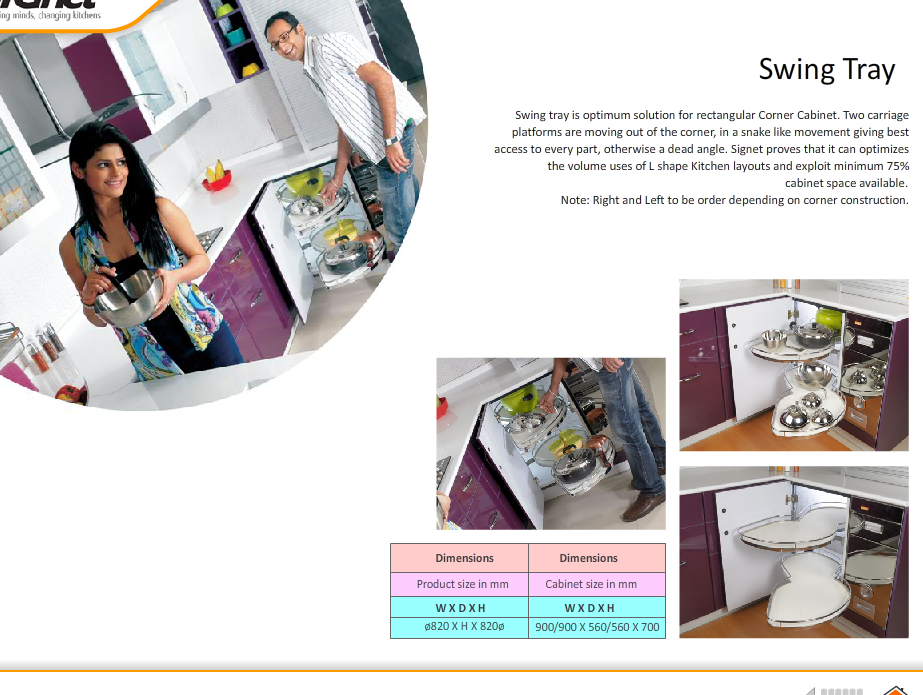 ing minds, changing kitchens
Swing Tray
Swing tray is optimum solution for rectangular Corner Cabinet. Two carriage
platforms are moving out of the corner, in a snake like movement giving best
access to every part, otherwise a dead angle. Signet proves that it can optimizes
the volume uses of L shape Kitchen layouts and exploit minimum 75%
cabinet space available.
Note: Right and Left to be order depending on corner construction.
Dimensions Dimensions
Product size in mm Cabinet size in mm
W X D X H W X D X H
ø820 X H X 820ø 900/900 X 560/560 X 700